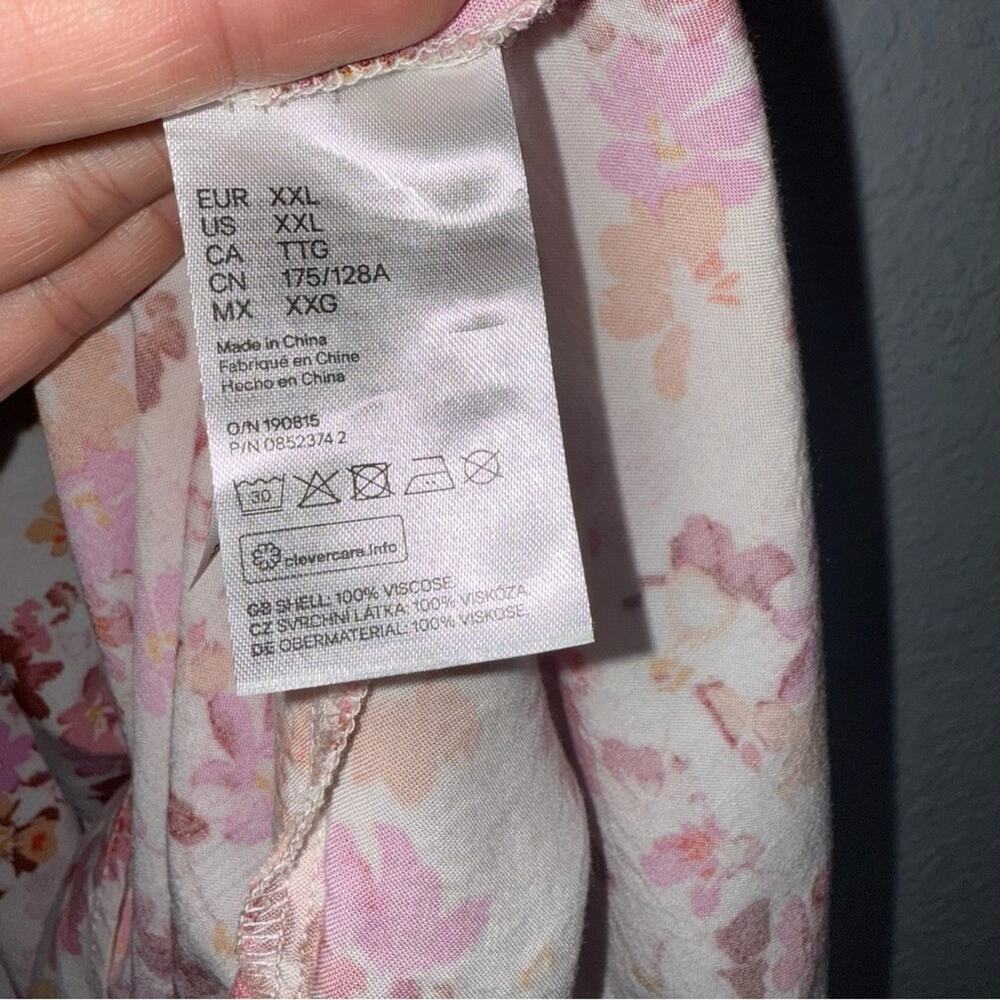 EUR XXL
US XXL
CA TTG
CN 175/128A
MX XXG
Made in China
Fabriqué en Chine
Hecho en China
O/N 190815
P/N 0852374 2
30
clevercare.info
GB SHELL: 100% VISCOSE
CZ SVRCHNÍ LÁTKA: 100% VISKÓZA
DE OBERMATERIAL: 100% VISKOSE.